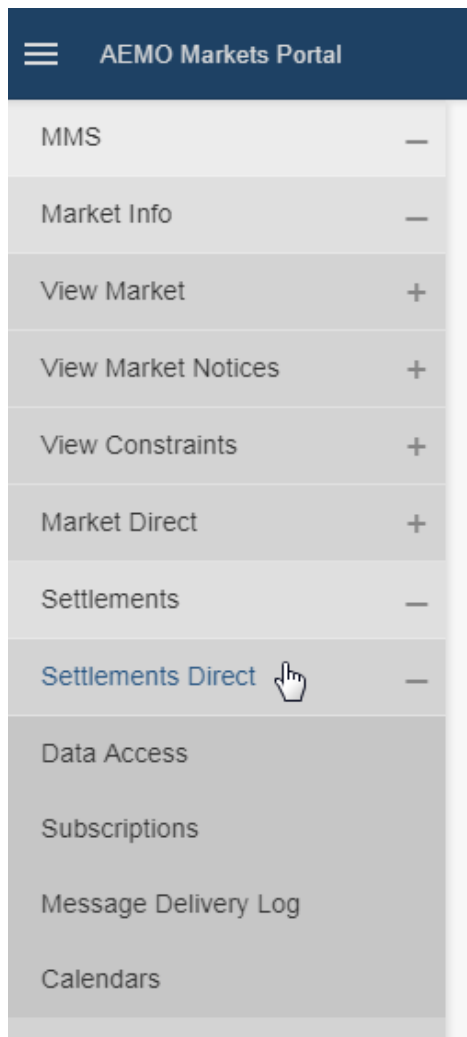 AEMO Markets Portal
MMS
Market Info
View Market
View Market Notices
View Constraints
Market Direct
Settlements
Settlements Direct
Data Access
Subscriptions
Message Delivery Log
Calendars